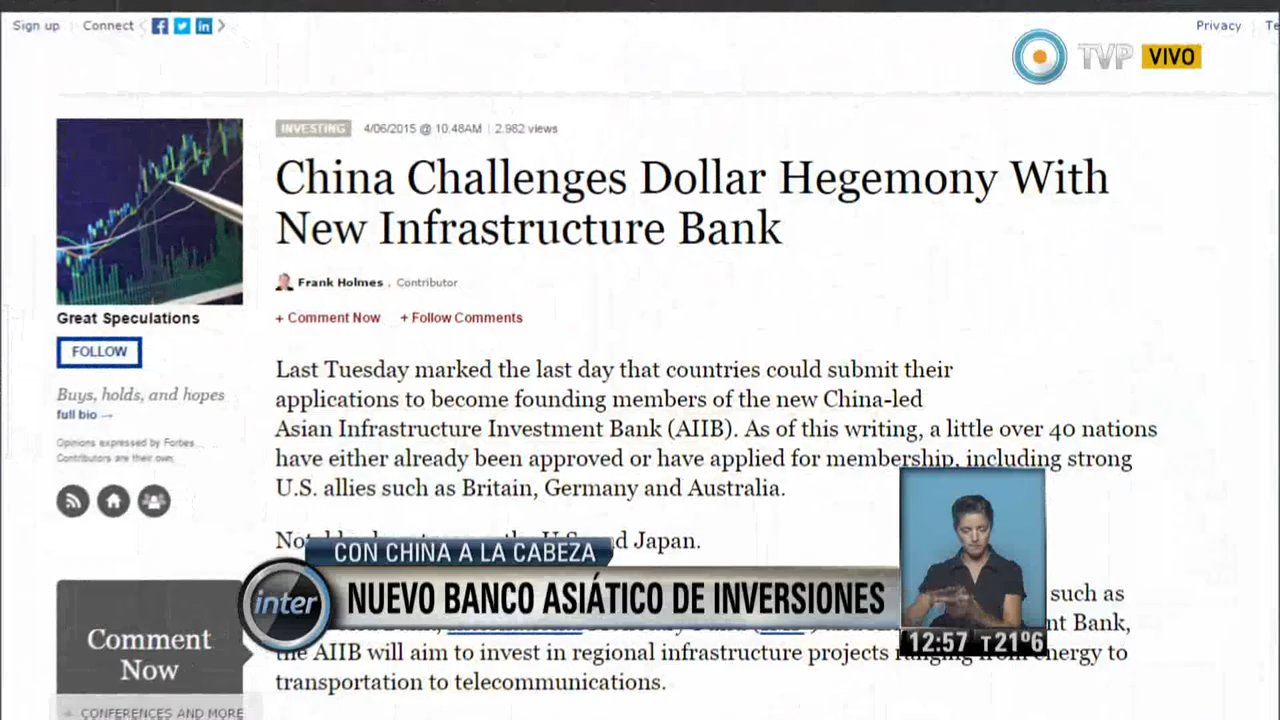 Sign up
Connect
Privacy
TVP
VIVO
INVESTING 4/06/2015 @ 10:48AM 2.982 views
China Challenges Dollar Hegemony With
New Infrastructure Bank
Frank Holmes , Contributor
+ Comment Now + Follow Comments
Great Speculations
FOLLOW
Buys, holds, and hopes
full bio →
Opinions expressed by Forbes
Contributors are their own.
Last Tuesday marked the last day that countries could submit their
applications to become founding members of the new China-led
Asian Infrastructure Investment Bank (AIIB). As of this writing, a little over 40 nations
have either already been approved or have applied for membership, including strong
U.S. allies such as Britain, Germany and Australia.
Japan.
CON CHINA A LA CABEZA
inter
NUEVO BANCO ASIÁTICO DE INVERSIONES
such as
Bank,
the AIIB will aim to invest in regional infrastructure projects ranging from energy to
transportation to telecommunications.
12:57 T21º6
Comment
Now
CONFERENCES AND MORE